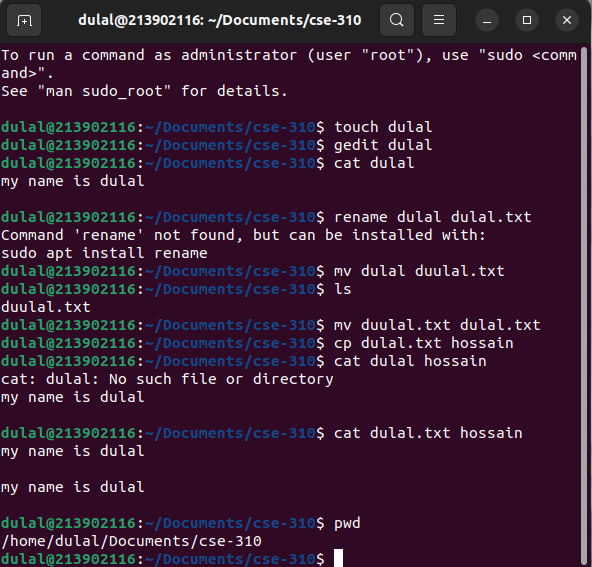 dulal@213902116: ~/Documents/cse-310
To run a command as administrator (user "root"), use "sudo <comm
and>".
See "man sudo_root" for details.
dulal@213902116:~/Documents/cse-310$ touch dulal
dulal@213902116:~/Documents/cse-310$ gedit dulal
dulal@213902116:~/Documents/cse-310$ cat dulal
my name is dulal
dulal@213902116:~/Documents/cse-310$ rename dulal dulal.txt
Command 'rename' not found, but can be installed with:
sudo apt install rename
dulal@213902116:~/Documents/cse-310$ mv dulal duulal.txt
dulal@213902116:~/Documents/cse-310$ ls
duulal.txt
dulal@213902116:~/Documents/cse-310$ mv duulal.txt dulal.txt
dulal@213902116:~/Documents/cse-310$ cp dulal.txt hossain
dulal@213902116:~/Documents/cse-310$ cat dulal hossain
cat: dulal: No such file or directory
my name is dulal
dulal@213902116:~/Documents/cse-310$ cat dulal.txt hossain
my name is dulal
my name is dulal
dulal@213902116:~/Documents/cse-310$ pwd
/home/dulal/Documents/cse-310
dulal@213902116:~/Documents/cse-310$